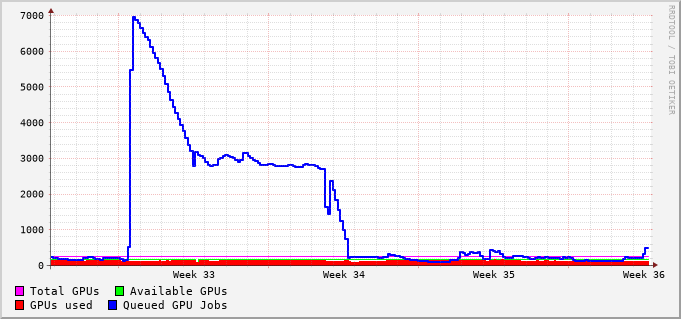 7000
6000
5000
4000
3000
2000
1000
0
Week 33 Week 34 Week 35 Week 36
Total GPUs Available GPUs
GPUs used Queued GPU Jobs
RRDTOOL / TOBI OETIKER